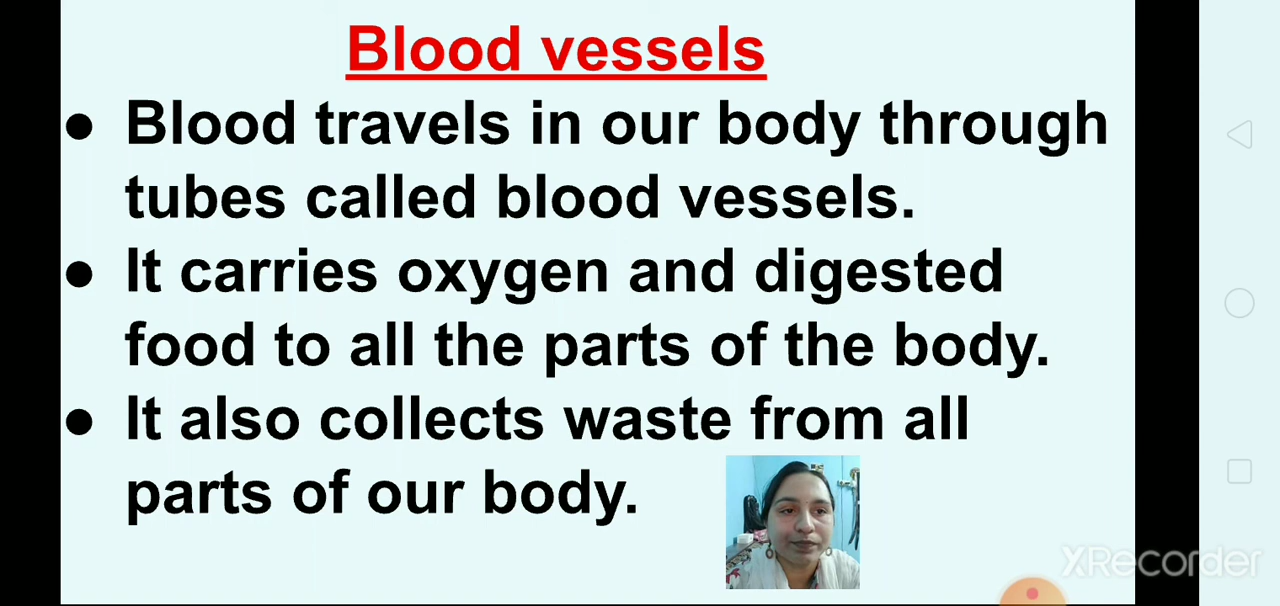 Blood vessels
● Blood travels in our body through
tubes called blood vessels.
● It carries oxygen and digested
food to all the parts of the body.
● It also collects waste from all
parts of our body.
XRecorder